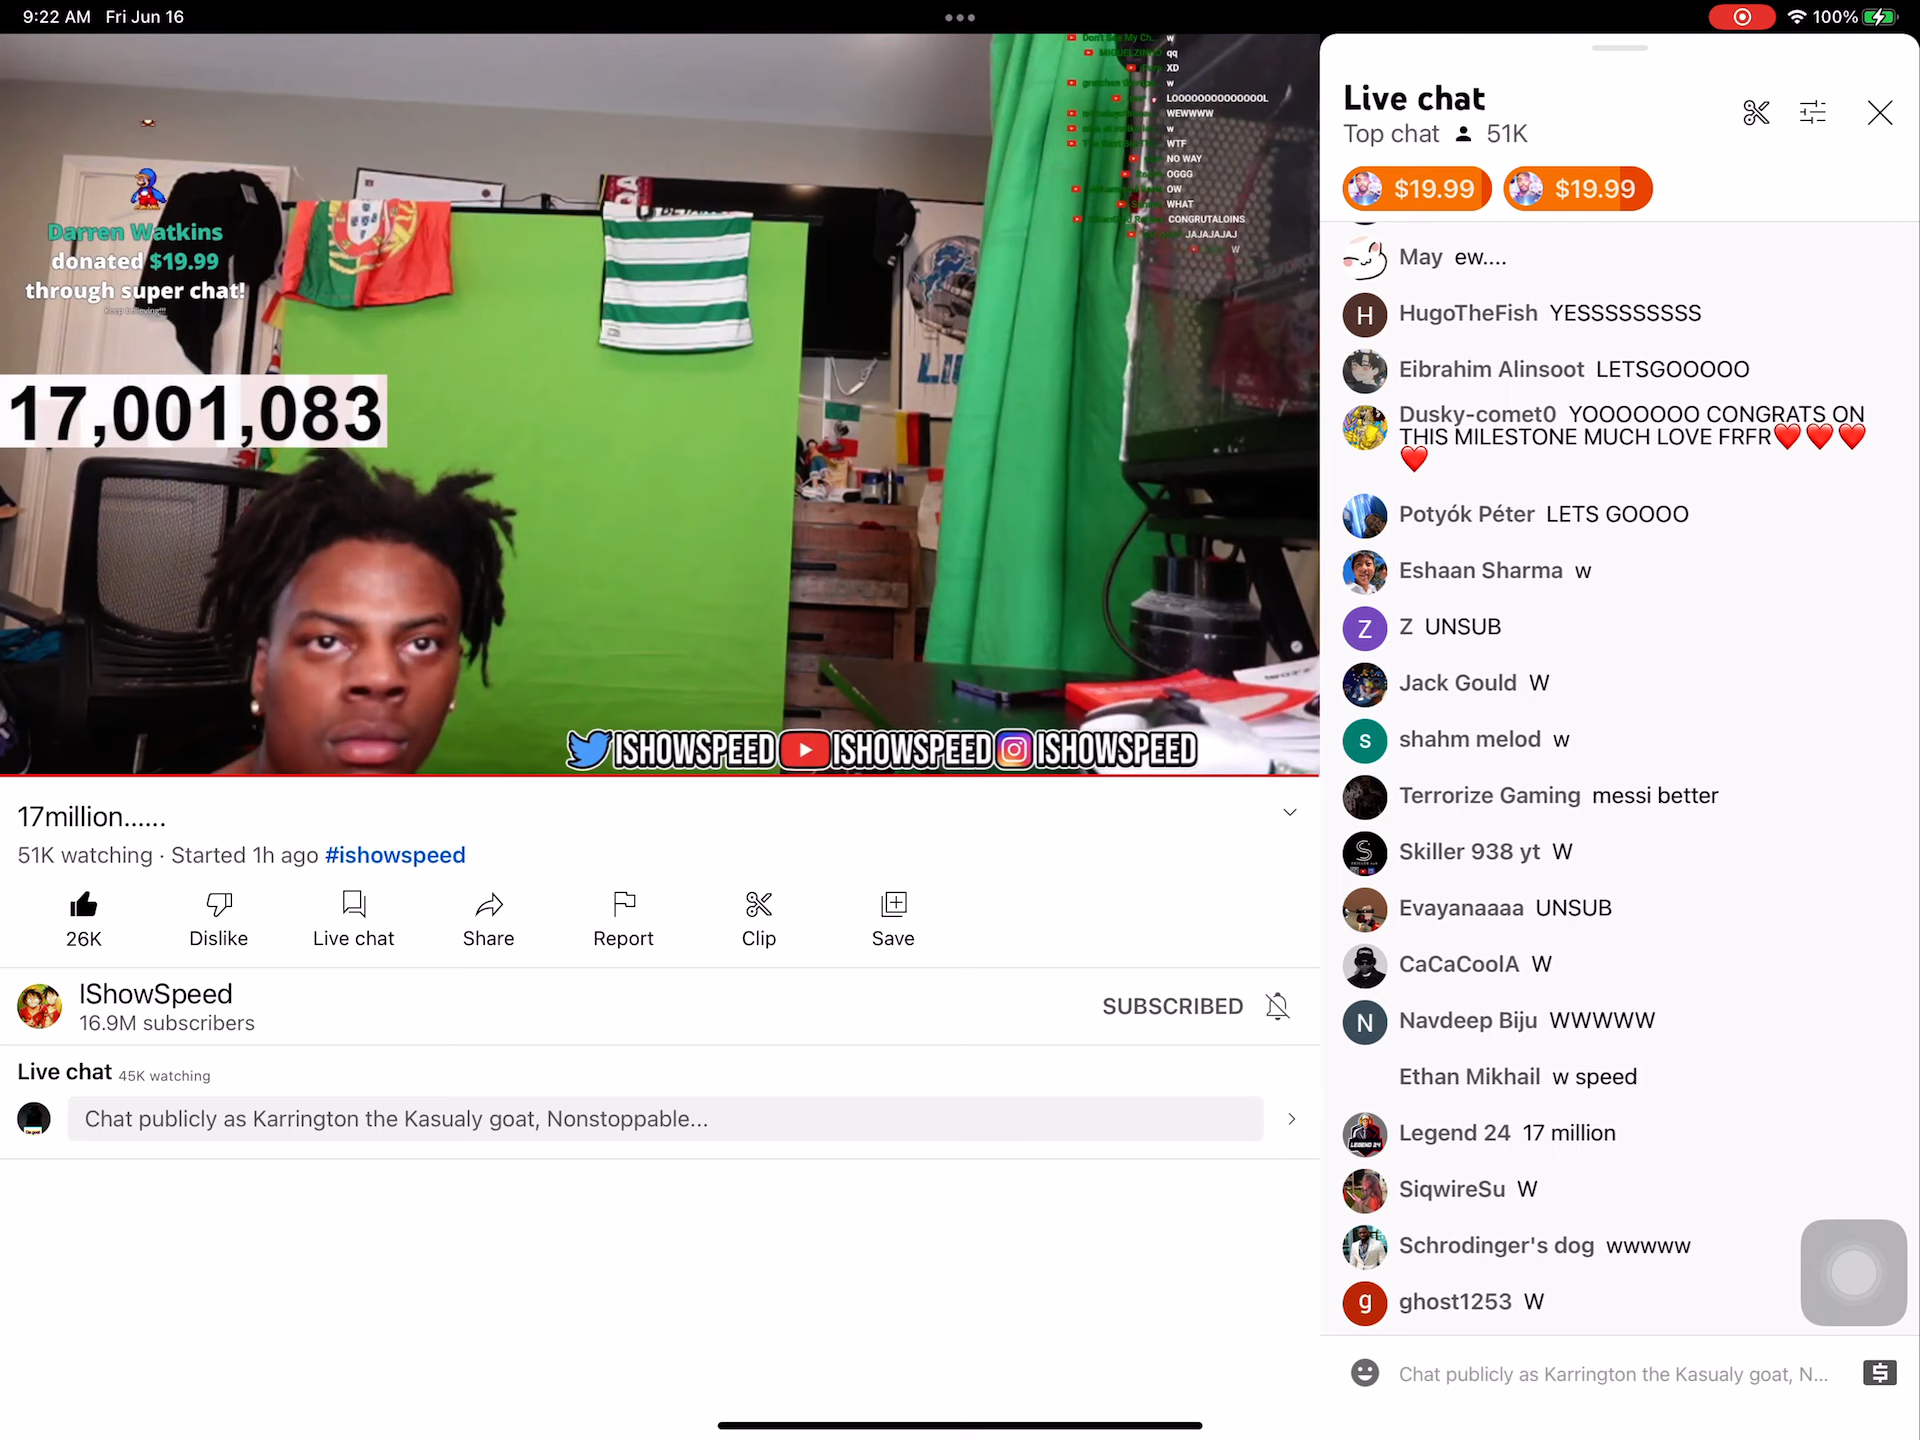 9:22 AM Fri Jun 16
100%
Don't See My Ch... w
qq
XD
w
LOOOOOOOOOOOOOOL
WEWWWW
w
WTF
NO WAY
OGGG
OW
WHAT
CONGRUTALOINS
JAJAJAJAJ
W
Darren Watkins
donated $19.99
through super chat!
Keep believing!!!
17,001,083
ISHOWSPEED ISHOWSPEED ISHOWSPEED
17million......
51K watching · Started 1h ago #ishowspeed
26K
Dislike
Live chat
Share
Report
Clip
Save
IShowSpeed
16.9M subscribers
SUBSCRIBED
Live chat 45K watching
Chat publicly as Karrington the Kasualy goat, Nonstoppable...
Live chat
Top chat 51K
$19.99 $19.99
May ew....
H HugoTheFish YESSSSSSSSS
Eibrahim Alinsoot LETSGOOOOO
Dusky-comet0 YOOOOOOO CONGRATS ON
THIS MILESTONE MUCH LOVE FRFR❤️❤️❤️
❤️
Potyók Péter LETS GOOOO
Eshaan Sharma w
Z Z UNSUB
Jack Gould W
s shahm melod w
Terrorize Gaming messi better
Skiller 938 yt W
Evayanaaaa UNSUB
CaCaCoolA W
N Navdeep Biju WWWWW
Ethan Mikhail w speed
Legend 24 17 million
SiqwireSu W
Schrodinger's dog wwwww
g ghost1253 W
Chat publicly as Karrington the Kasualy goat, N...